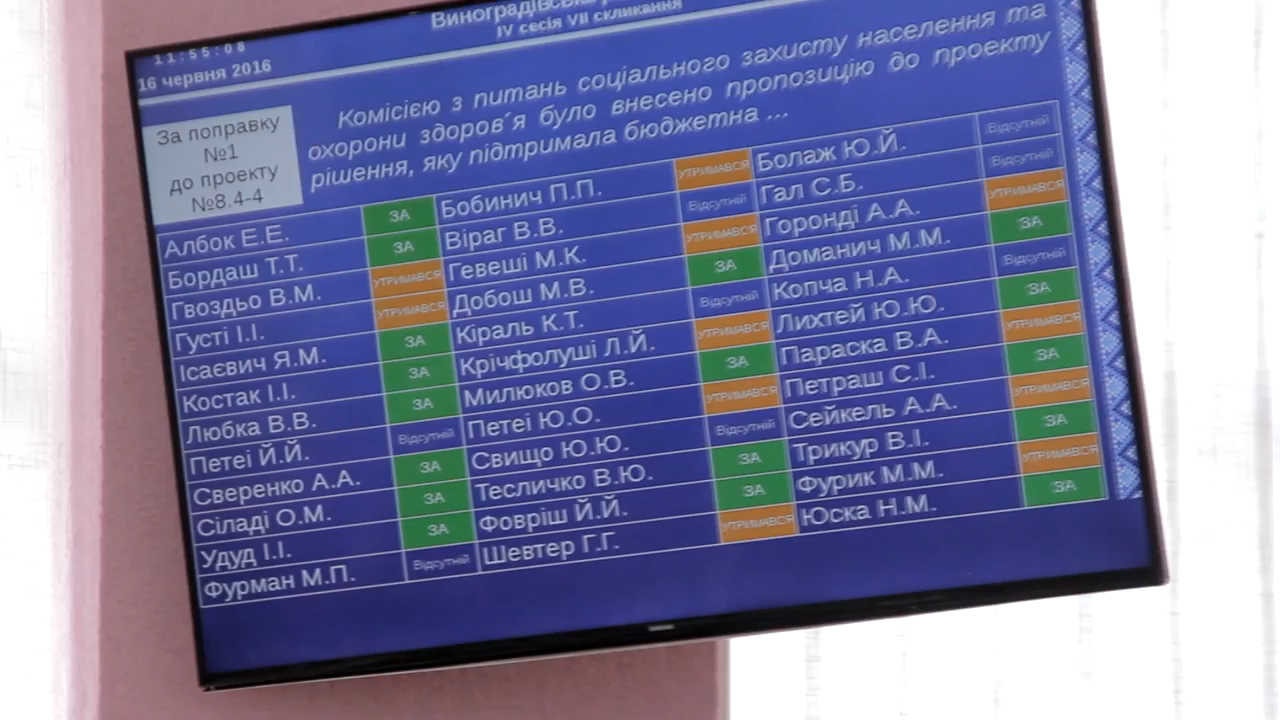 11:55:08
16 червня 2016
Виноградівська
IV сесія VII скликання
За поправку
№1
до проекту
№8.4-4
Комісією з питань соціального захисту населення та
охорони здоров´я було внесено пропозицію до проекту
рішення, яку підтримала бюджетна ...
Албок Е.Е. ЗА
Бордаш Т.Т. ЗА
Гвоздьо В.М. УТРИМАВСЯ
Густі І.І. УТРИМАВСЯ
Ісаєвич Я.М. ЗА
Костак І.І. ЗА
Любка В.В. ЗА
Петеі Й.Й. Відсутній
Сверенко А.А. ЗА
Сіладі О.М. ЗА
Удуд І.І. ЗА
Фурман М.П. Відсутній
Бобинич П.П. УТРИМАВСЯ
Віраг В.В. Відсутній
Гевеші М.К. УТРИМАВСЯ
Добош М.В. ЗА
Кіраль К.Т. Відсутній
Крічфолуші Л.Й. УТРИМАВСЯ
Милюков О.В. ЗА
Петеі Ю.О. УТРИМАВСЯ
Свищо Ю.Ю. Відсутній
Тесличко В.Ю. ЗА
Фовріш Й.Й. ЗА
Шевтер Г.Г. УТРИМАВСЯ
Болаж Ю.Й. Відсутній
Гал С.Б. Відсутній
Горонді А.А. УТРИМАВСЯ
Доманич М.М. ЗА
Копча Н.А. Відсутній
Лихтей Ю.Ю. ЗА
Параска В.А. УТРИМАВСЯ
Петраш С.І. ЗА
Сейкель А.А. УТРИМАВСЯ
Трикур В.І. ЗА
Фурик М.М. УТРИМАВСЯ
Юска Н.М. ЗА